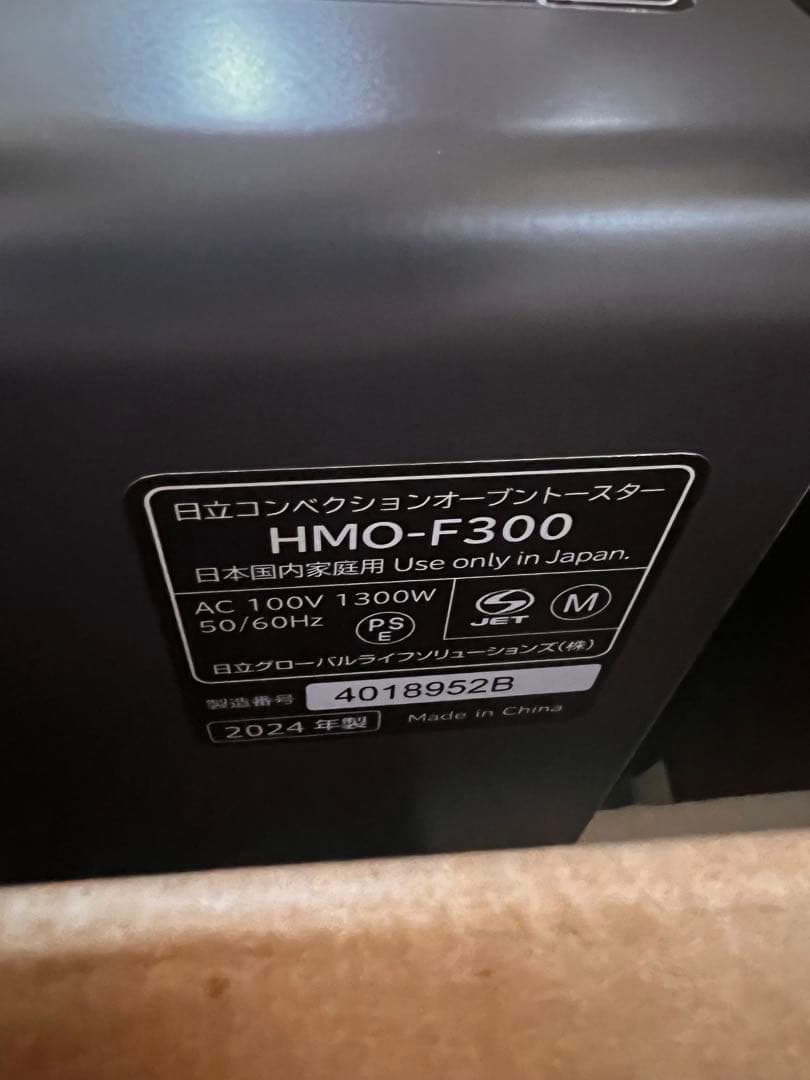 日立コンベクションオーブントースター
HMO-F300
日本国内家庭用 Use only in Japan.
AC 100V 1300W
50/60Hz
PS
E
JET
M
日立グローバルライフソリューションズ(株)
製造番号 4018952B
2024 年製 Made in China